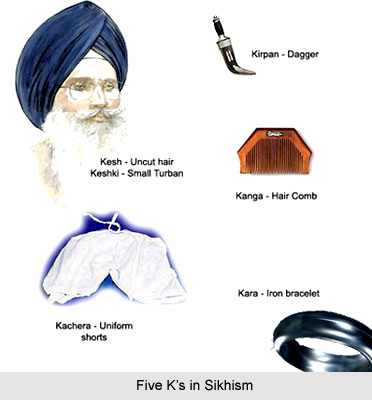 Kirpan - Dagger
Kesh - Uncut hair
Keshki - Small Turban
Kanga - Hair Comb
Kara - Iron bracelet
Kachera - Uniform
shorts
Five K's in Sikhism